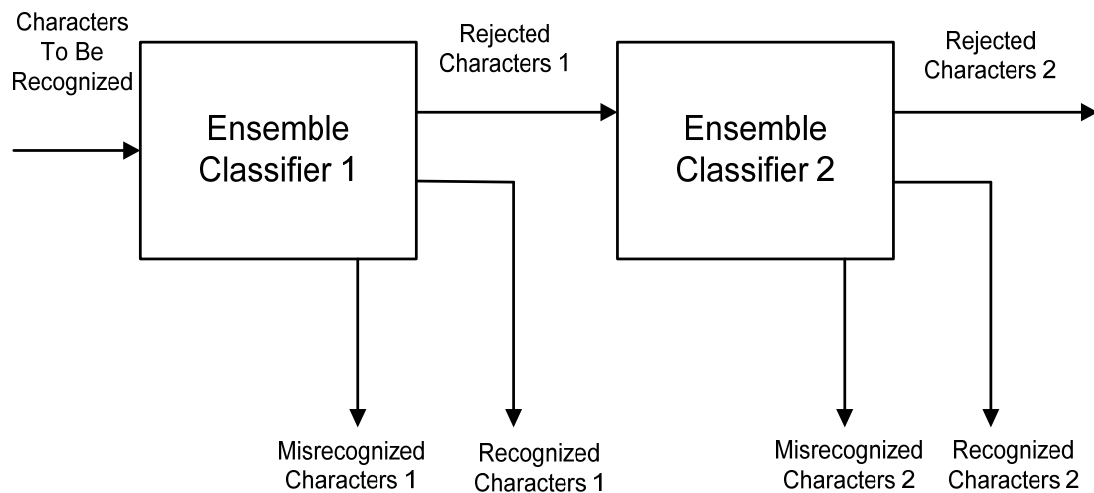 Characters
To Be
Recognized
Ensemble
Classifier 1
Rejected
Characters 1
Ensemble
Classifier 2
Rejected
Characters 2
Misrecognized
Characters 1
Recognized
Characters 1
Misrecognized
Characters 2
Recognized
Characters 2